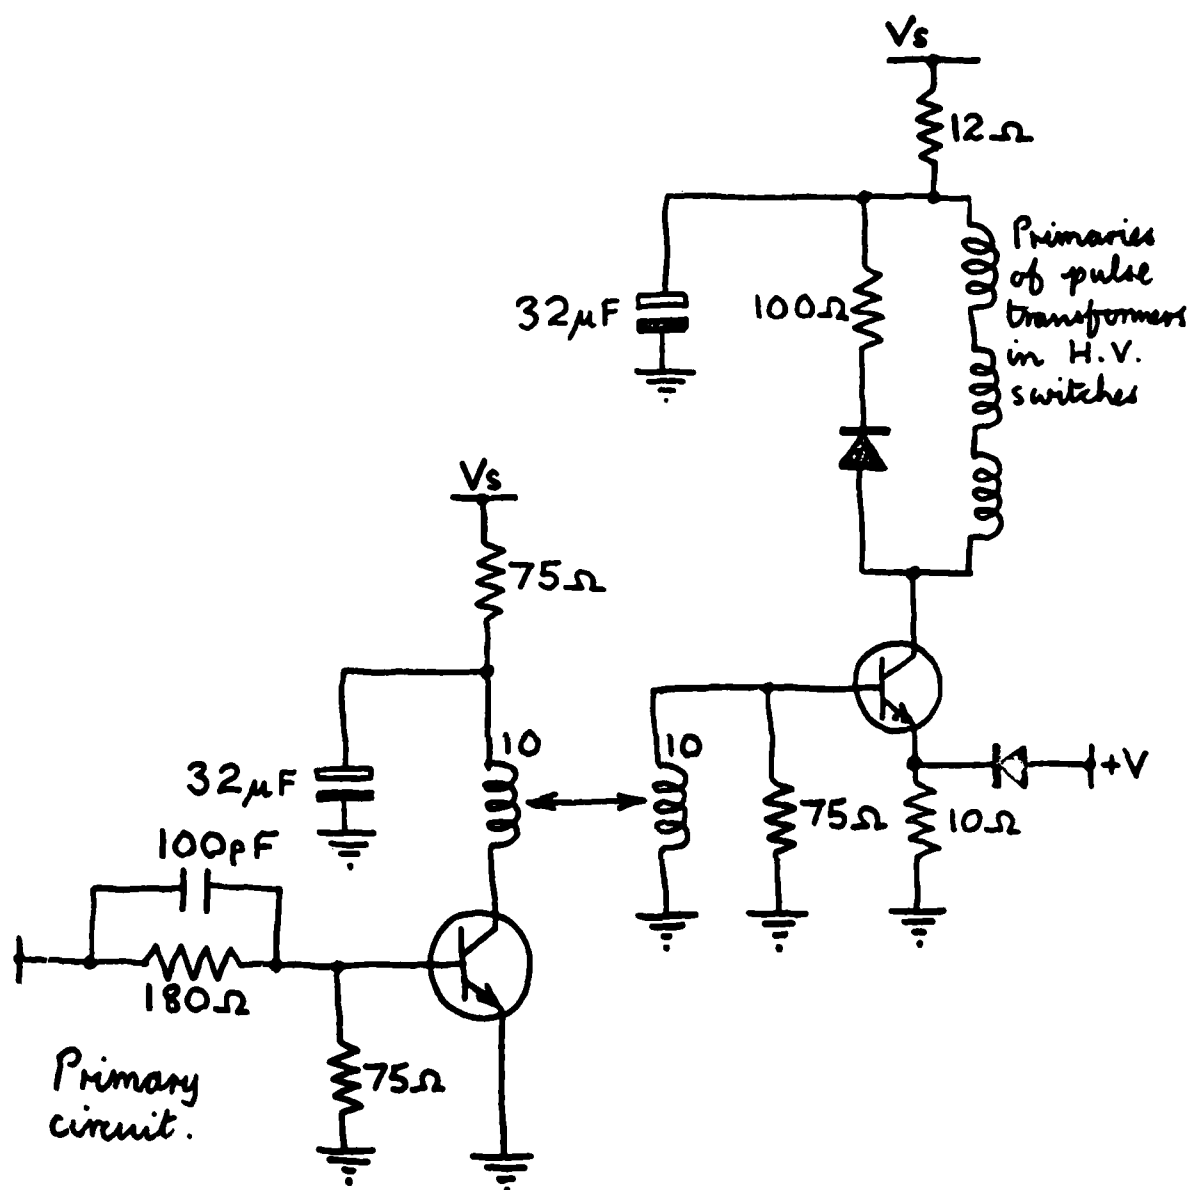 Vs
12Ω
Primaries
of pulse
transformers
in H.V.
switches
32μF
100Ω
Vs
75Ω
10
10
32μF
75Ω
10Ω
+V
100pF
180Ω
75Ω
Primary
circuit.